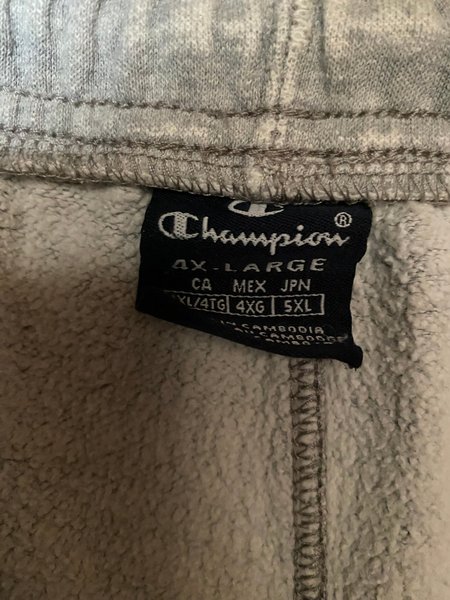 Champion®
4X-LARGE
CA MEX JPN
XL/4TG 4XG 5XL
IN CAMBODIA